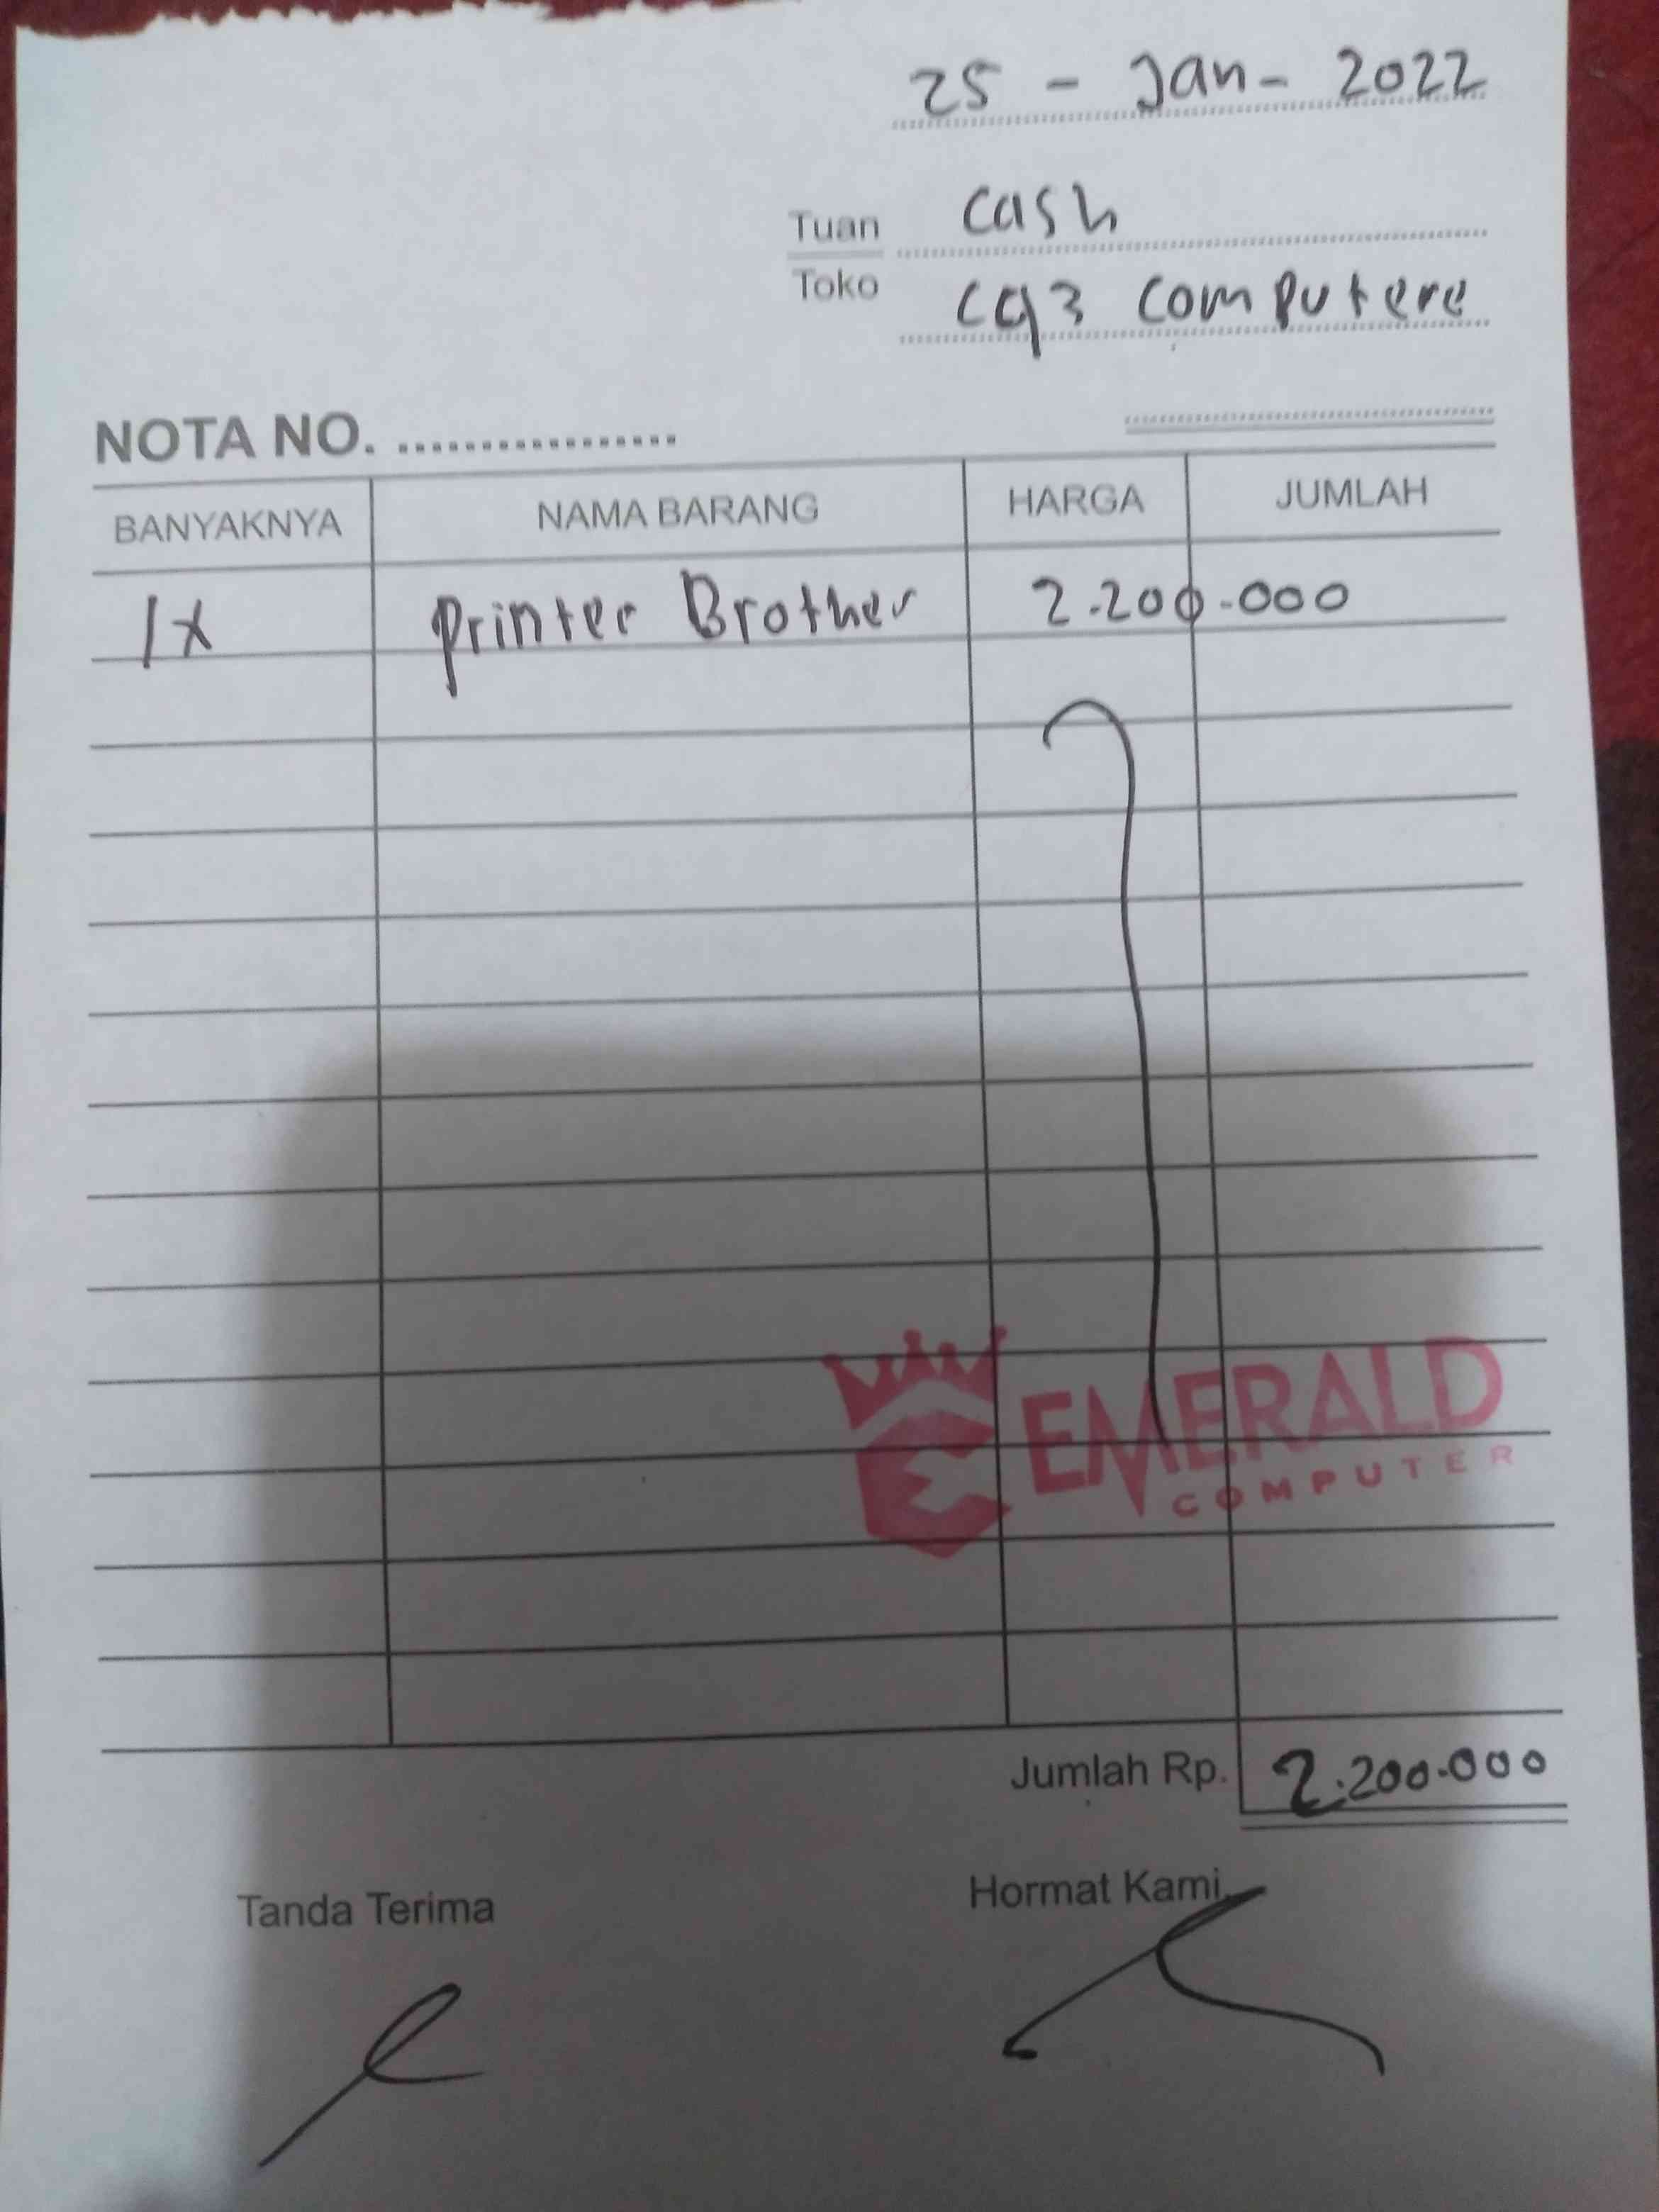 25 - Jan - 2022
Tuan cash
Toko computere
NOTA NO. ..................
BANYAKNYA NAMA BARANG HARGA JUMLAH
1x Printer Brother 2.200.000
EMERALD
COMPUTER
Jumlah Rp. 2.200.000
Tanda Terima Hormat Kami,